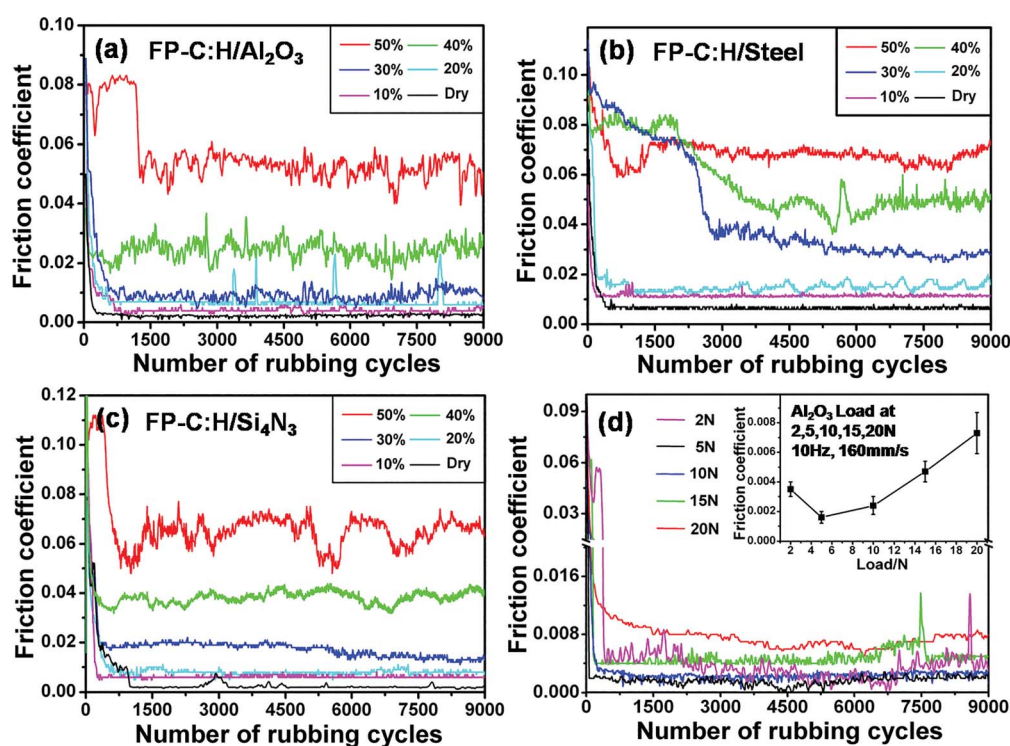 (a) FP-C:H/Al₂O₃
50% 40%
30% 20%
10% Dry
Friction coefficient
0.10
0.08
0.06
0.04
0.02
0.00
0 1500 3000 4500 6000 7500 9000
Number of rubbing cycles
(b) FP-C:H/Steel
50% 40%
30% 20%
10% Dry
Friction coefficient
0.10
0.08
0.06
0.04
0.02
0.00
0 1500 3000 4500 6000 7500 9000
Number of rubbing cycles
(c) FP-C:H/Si₄N₃
50% 40%
30% 20%
10% Dry
Friction coefficient
0.12
0.10
0.08
0.06
0.04
0.02
0.00
0 1500 3000 4500 6000 7500 9000
Number of rubbing cycles
(d)
2N
5N
10N
15N
20N
Friction coefficient
0.09
0.06
0.03
0.016
0.008
0.000
0 1500 3000 4500 6000 7500 9000
Number of rubbing cycles
Al₂O₃ Load at
2,5,10,15,20N
10Hz, 160mm/s
Friction coefficient
0.008
0.006
0.004
0.002
0.000
2 4 6 8 10 12 14 16 18 20
Load/N